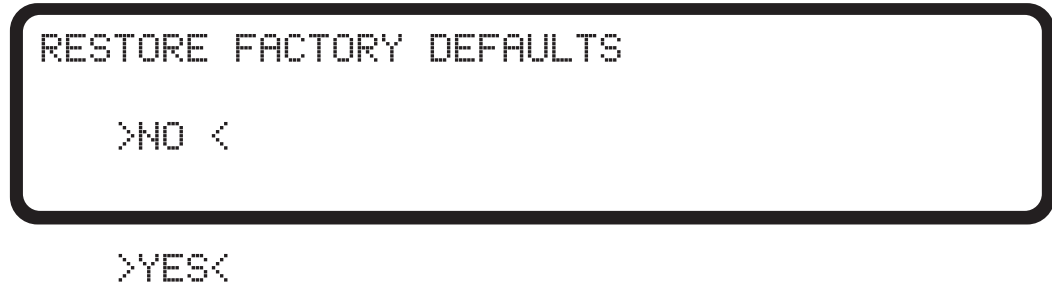 RESTORE FACTORY DEFAULTS
>NO <
>YES<